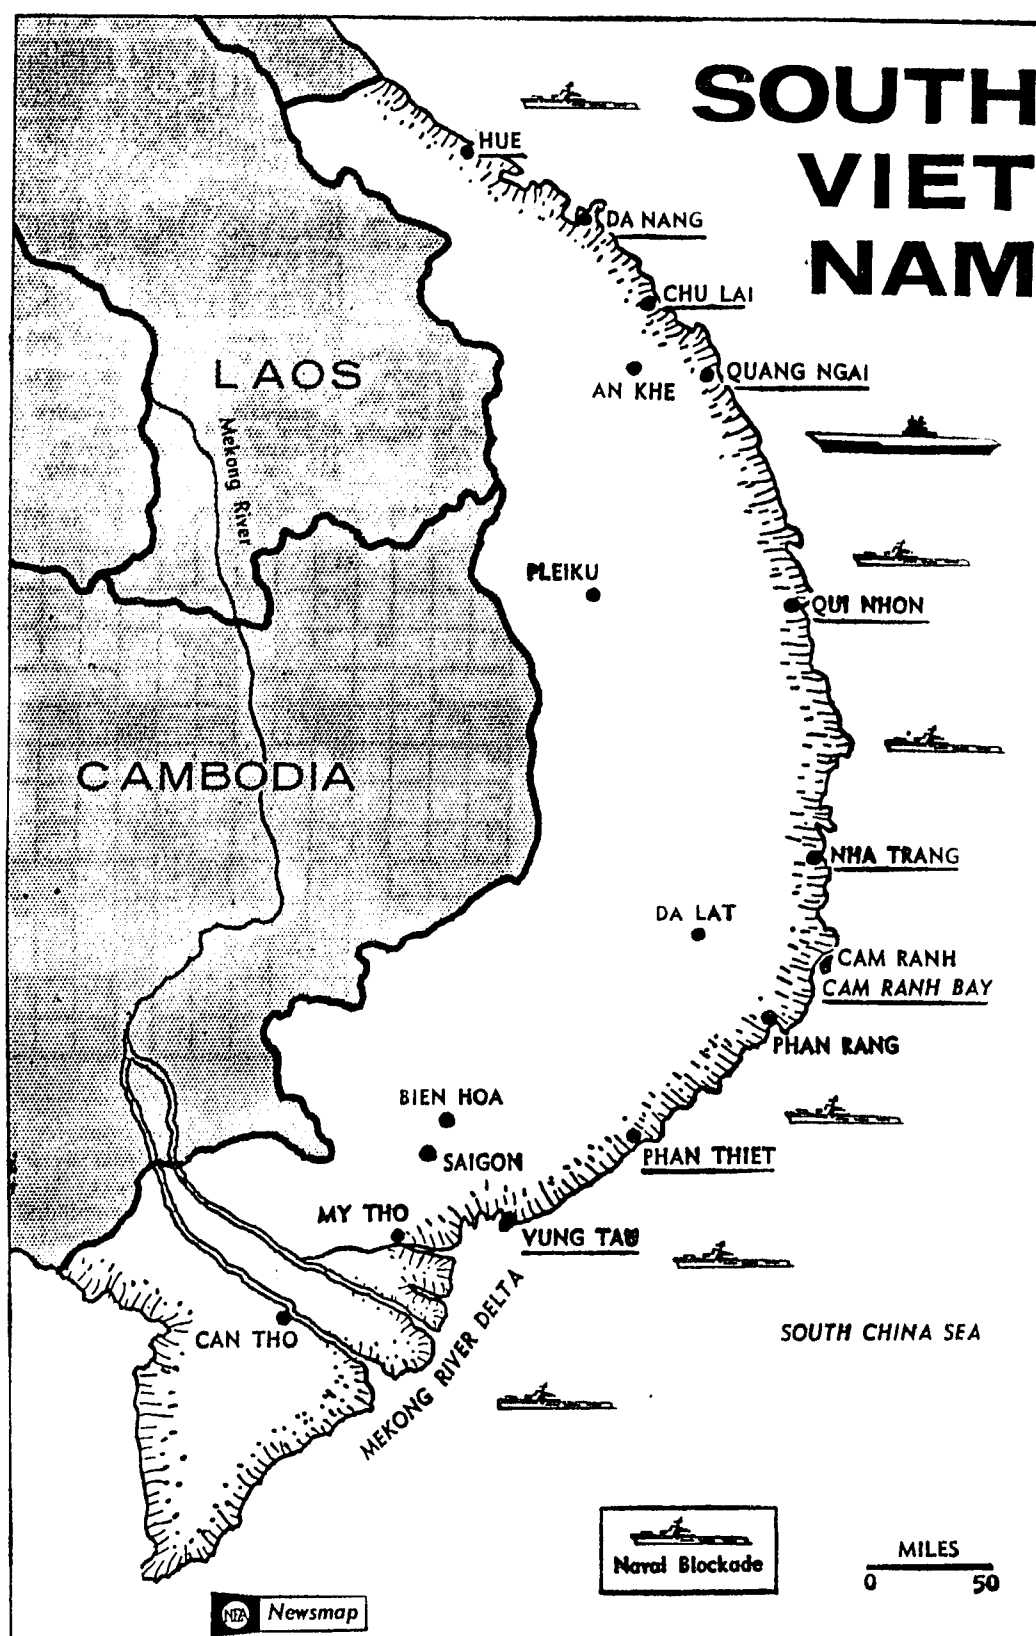 SOUTH
VIET
NAM
HUE
DA NANG
CHU LAI
LAOS
AN KHE
QUANG NGAI
Mekong River
PLEIKU
QUI NHON
CAMBODIA
NHA TRANG
DA LAT
CAM RANH
CAM RANH BAY
PHAN RANG
BIEN HOA
SAIGON
PHAN THIET
MY THO
VUNG TAU
CAN THO
MEKONG RIVER DELTA
SOUTH CHINA SEA
Naval Blockade
MILES
0 50
NEA Newsmap